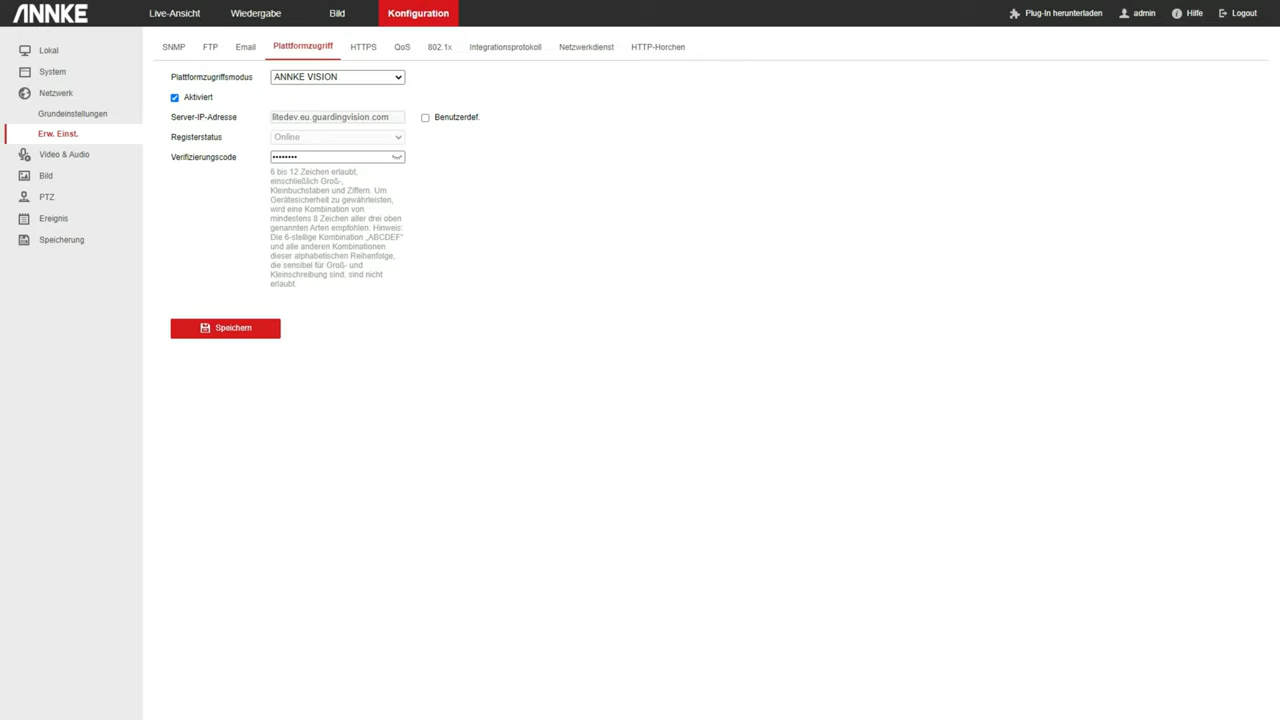 ANNKE
Live-Ansicht
Wiedergabe
Bild
Konfiguration
Plug-In herunterladen
admin
Hilfe
Logout
Lokal
System
Netzwerk
Grundeinstellungen
Erw. Einst.
Video & Audio
Bild
PTZ
Ereignis
Speicherung
SNMP
FTP
Email
Plattformzugriff
HTTPS
QoS
802.1x
Integrationsprotokoll
Netzwerkdienst
HTTP-Horchen
Plattformzugriffsmodus
ANNKE VISION
Aktiviert
Server-IP-Adresse
litedev.eu.guardingvision.com
Benutzerdef.
Registerstatus
Online
Verifizierungscode
••••••••
6 bis 12 Zeichen erlaubt,
einschließlich Groß-,
Kleinbuchstaben und Ziffern. Um
Gerätesicherheit zu gewährleisten,
wird eine Kombination von
mindestens 8 Zeichen aller drei oben
genannten Arten empfohlen. Hinweis:
Die 6-stellige Kombination „ABCDEF“
und alle anderen Kombinationen
dieser alphabetischen Reihenfolge,
die sensibel für Groß- und
Kleinschreibung sind, sind nicht
erlaubt.
Speichern